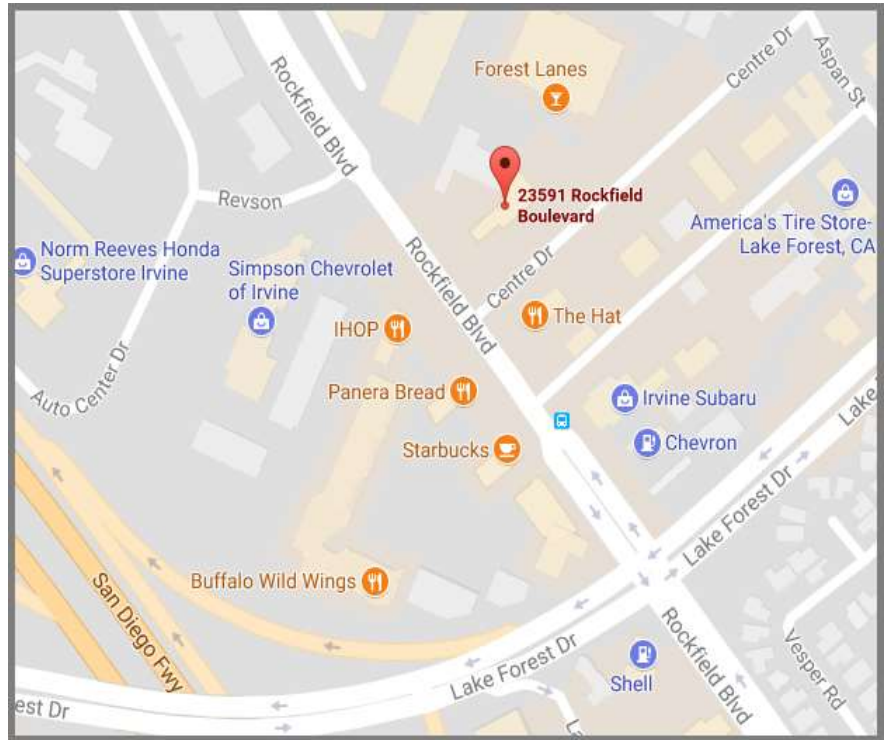 Rockfield Blvd
Forest Lanes
Centre Dr
Aspan St
Revson
23591 Rockfield
Boulevard
America's Tire Store-
Lake Forest, CA
Norm Reeves Honda
Superstore Irvine
Simpson Chevrolet
of Irvine
Rockfield Blvd
Centre Dr
IHOP
The Hat
Auto Center Dr
Panera Bread
Irvine Subaru
Lake
Starbucks
Chevron
Lake Forest Dr
San Diego Fwy
Buffalo Wild Wings
Lake Forest Dr
Rockfield Blvd
Vesper Rd
Shell
est Dr
La